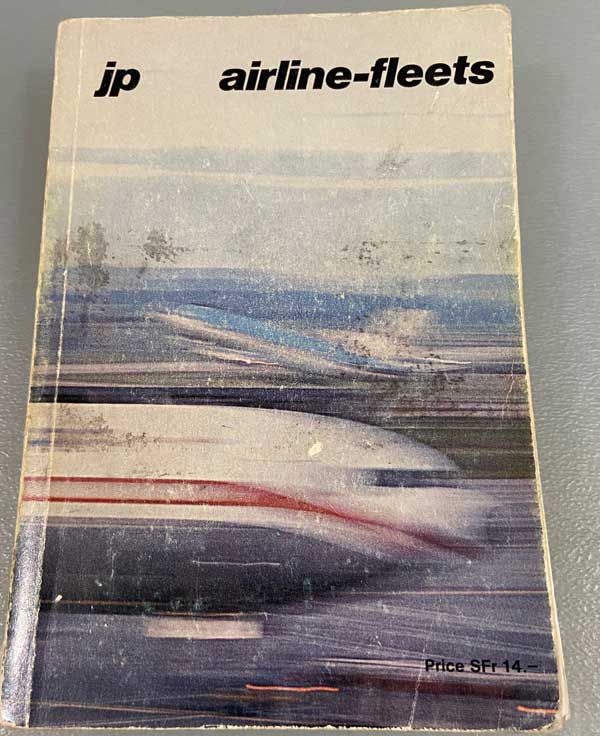 jp airline-fleets
Price SFr 14.–